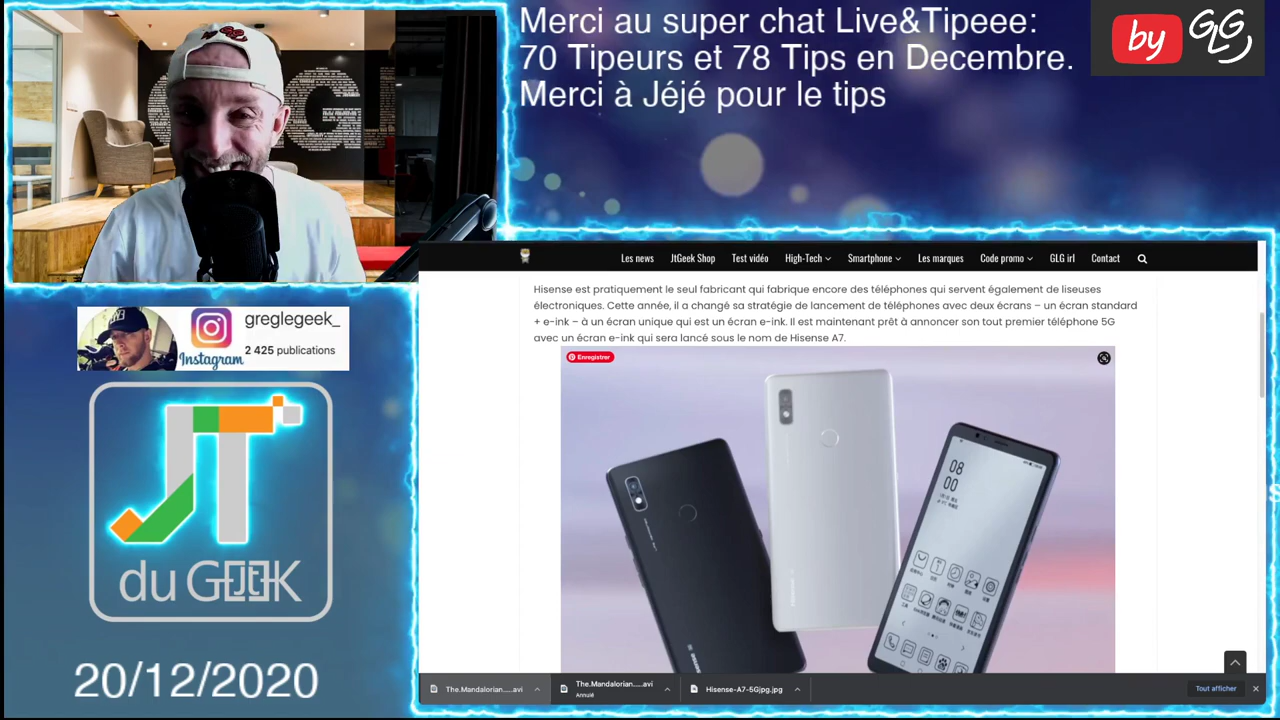 Merci au super chat Live&Tipeee:
70 Tipeurs et 78 Tips en Decembre.
Merci à Jéjé pour le tips
by GLG
greglegeek_
2 425 publications
Instagram
JT
du GEEK
20/12/2020
Les news JtGeek Shop Test vidéo High-Tech Smartphone Les marques Code promo GLG irl Contact
Hisense est pratiquement le seul fabricant qui fabrique encore des téléphones qui servent également de liseuses
électroniques. Cette année, il a changé sa stratégie de lancement de téléphones avec deux écrans – un écran standard
+ e-ink – à un écran unique qui est un écran e-ink. Il est maintenant prêt à annoncer son tout premier téléphone 5G
avec un écran e-ink qui sera lancé sous le nom de Hisense A7.
Enregistrer
08
00
The.Mandalorian.....avi
The.Mandalorian.....avi
Annulé
Hisense-A7-5Gjpg.jpg
Tout afficher